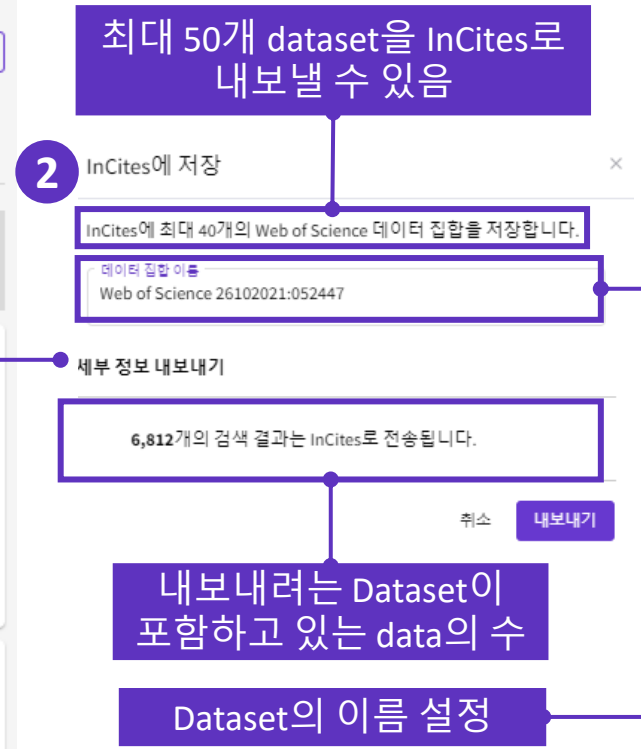 최대 50개 dataset을 InCites로
내보낼 수 있음
2
InCites에 저장
×
InCites에 최대 40개의 Web of Science 데이터 집합을 저장합니다.
데이터 집합 이름
Web of Science 26102021:052447
세부 정보 내보내기
6,812개의 검색 결과는 InCites로 전송됩니다.
취소 내보내기
내보내려는 Dataset이
포함하고 있는 data의 수
Dataset의 이름 설정